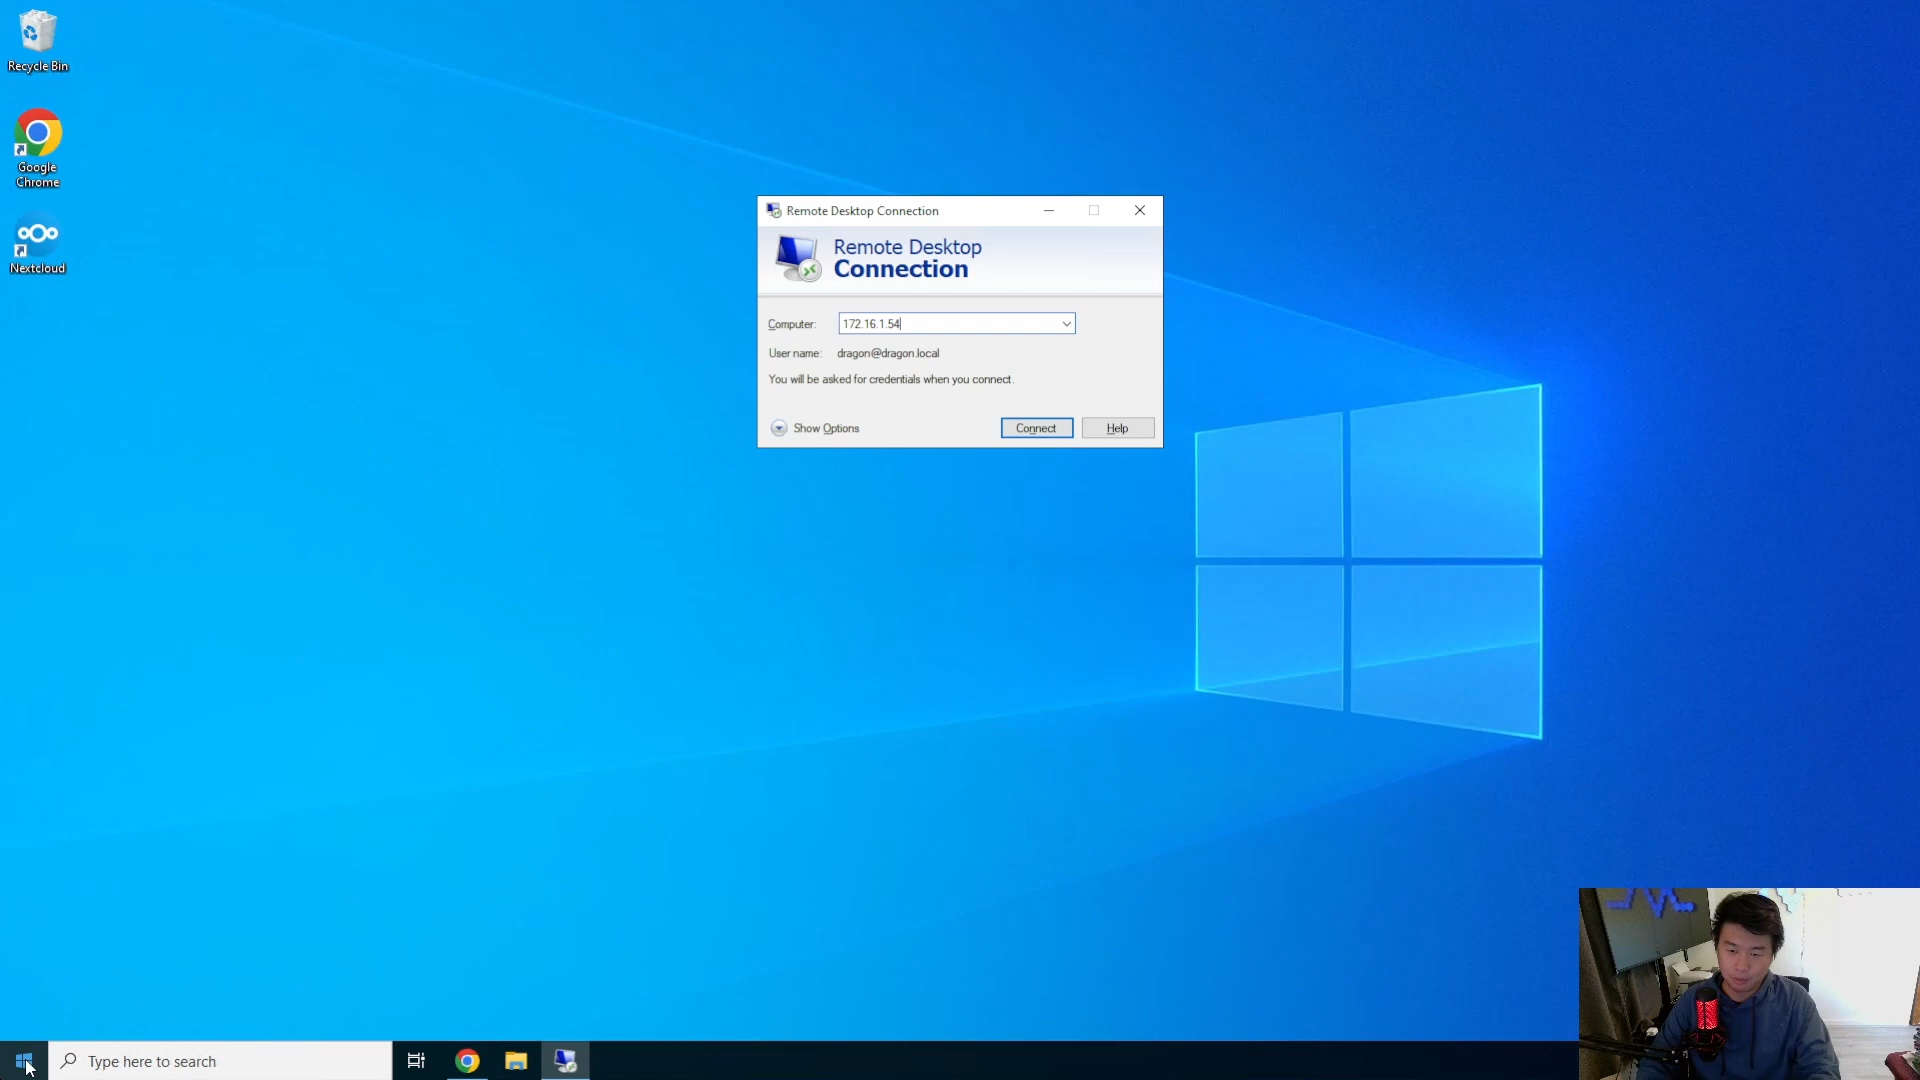 Recycle Bin
Google
Chrome
Nextcloud
Remote Desktop Connection
Remote Desktop
Connection
Computer:
172.16.1.54
User name:
dragon@dragon.local
You will be asked for credentials when you connect.
Show Options
Connect
Help
Type here to search